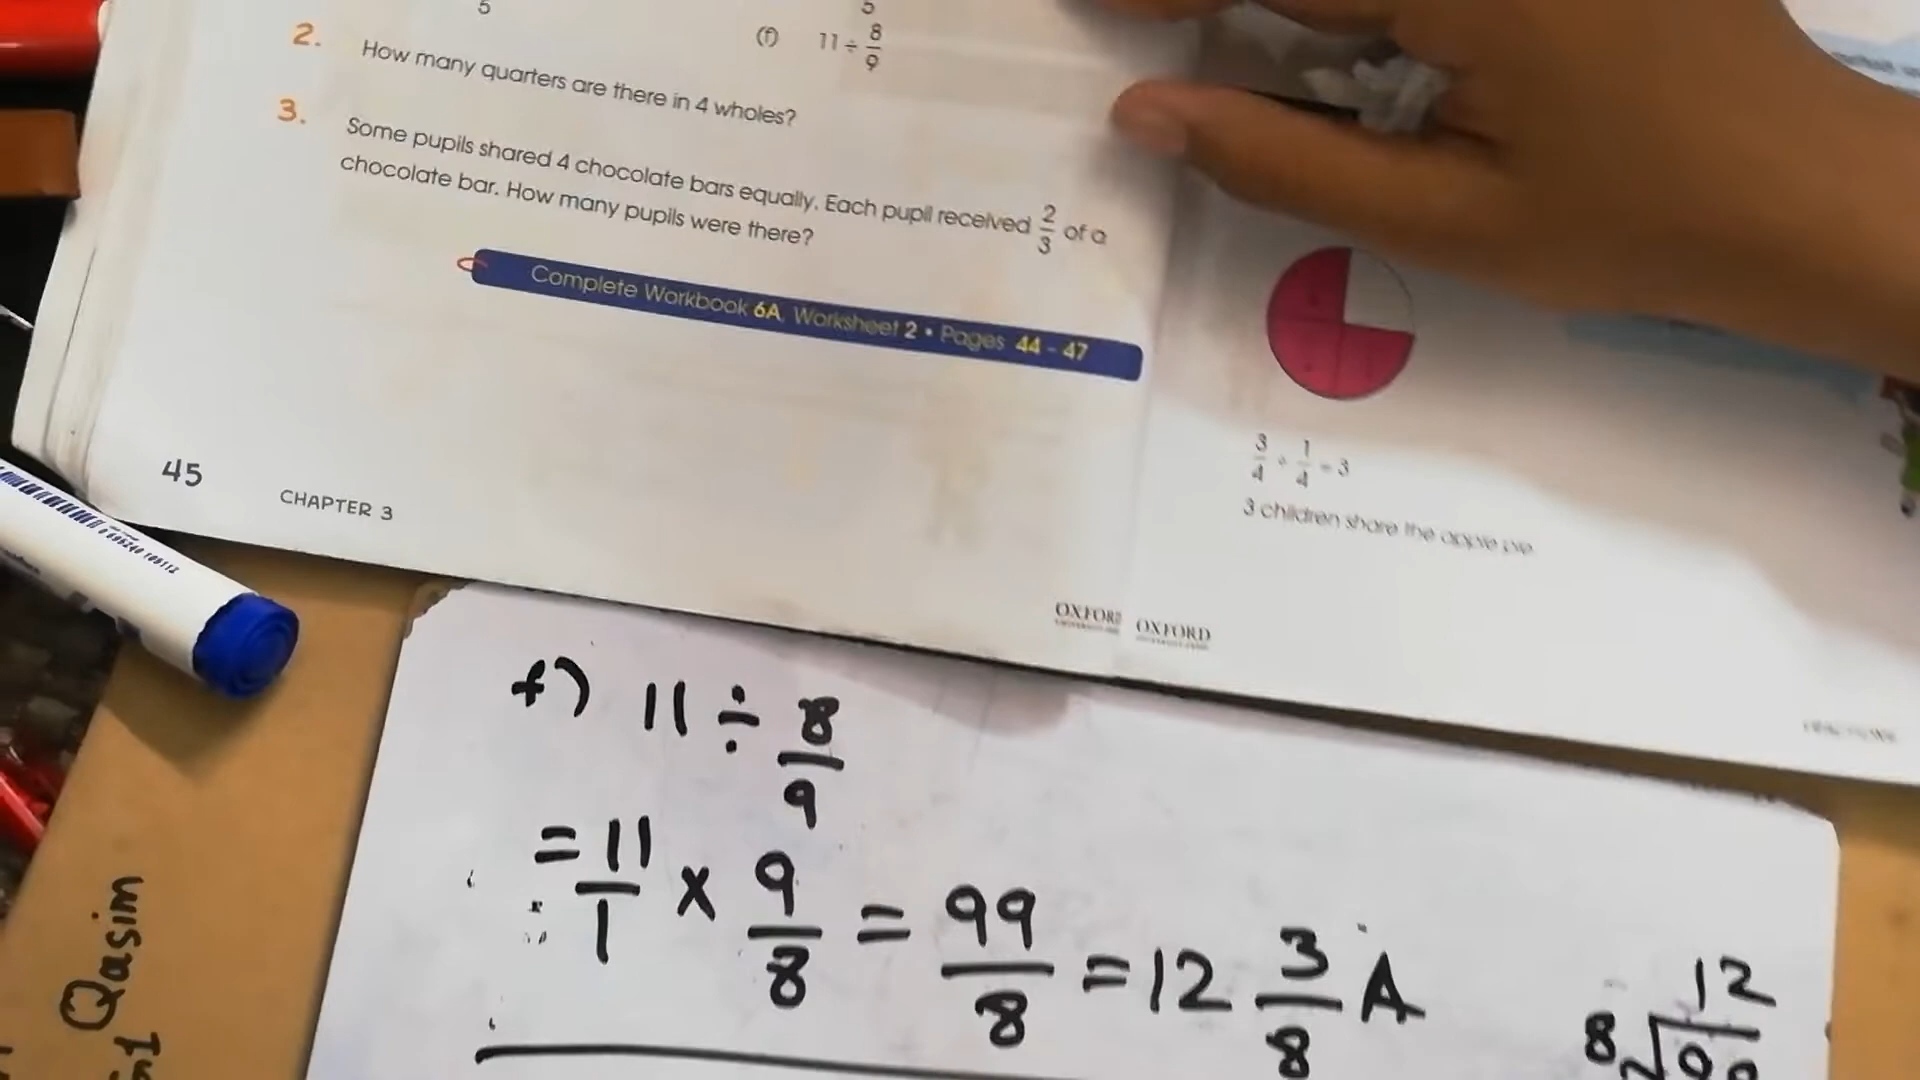 5
5
(f) 11 ÷ 8/9
2. How many quarters are there in 4 wholes?
3. Some pupils shared 4 chocolate bars equally. Each pupil received 2/3 of a
chocolate bar. How many pupils were there?
Complete Workbook 6A, Worksheet 2 • Pages 44 - 47
45
CHAPTER 3
3/4 ÷ 1/4 = 3
3 children share the apple pie
OXFORD
OXFORD
f) 11 ÷ 8/9
= 11/1 x 9/8 = 99/8 = 12 3/8 A
12
8 √99
Qasim